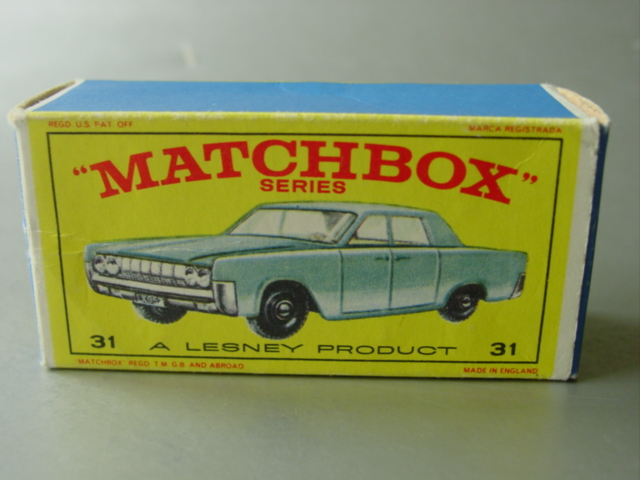 REGD. U.S. PAT. OFF. MARCA REGISTRADA
"MATCHBOX"
SERIES
31 A LESNEY PRODUCT 31
MATCHBOX REGD. T.M. G.B. AND ABROAD MADE IN ENGLAND